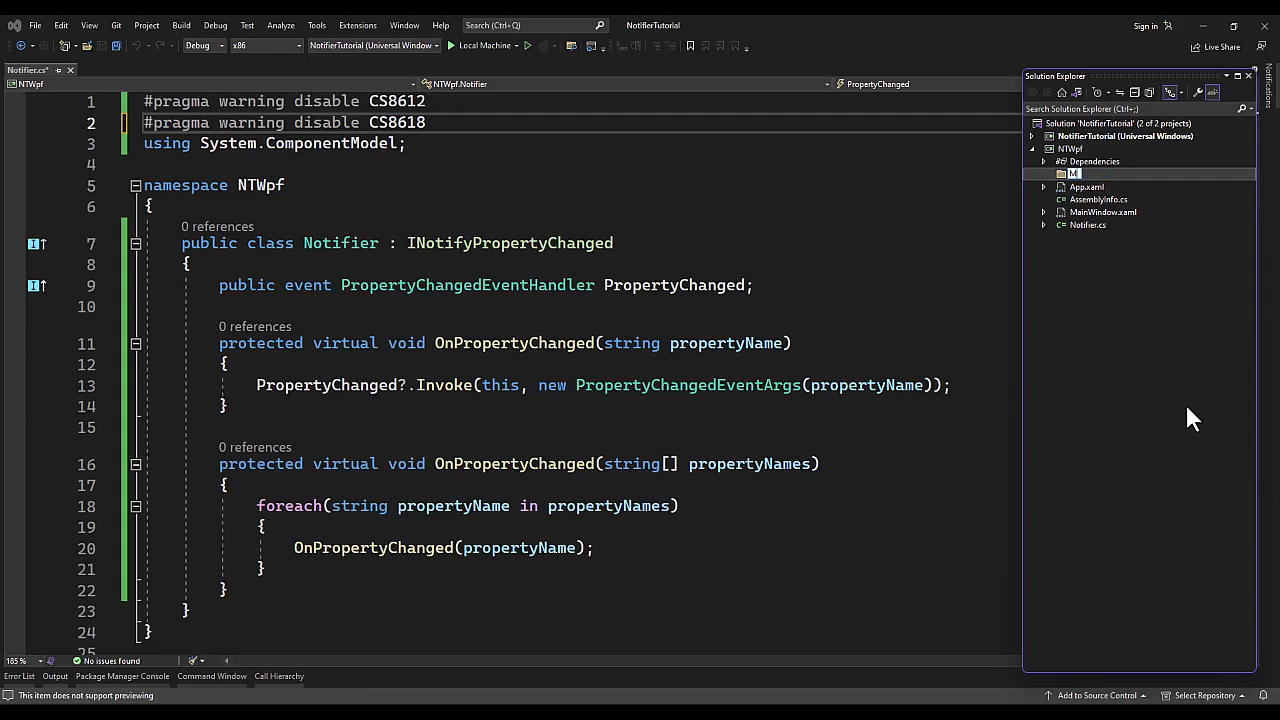 File Edit View Git Project Build Debug Test Analyze Tools Extensions Window Help Search (Ctrl+Q) NotifierTutorial Sign in
Debug x86 NotifierTutorial (Universal Window Local Machine Live Share
Notifier.cs*
NTWpf NTWPF.Notifier PropertyChanged
1 #pragma warning disable CS8612
2 #pragma warning disable CS8618
3 using System.ComponentModel;
4
5 namespace NTWpf
6 {
0 references
7 public class Notifier : INotifyPropertyChanged
8 {
9 public event PropertyChangedEventHandler PropertyChanged;
10
0 references
11 protected virtual void OnPropertyChanged(string propertyName)
12 {
13 PropertyChanged?.Invoke(this, new PropertyChangedEventArgs(propertyName));
14 }
15
0 references
16 protected virtual void OnPropertyChanged(string[] propertyNames)
17 {
18 foreach(string propertyName in propertyNames)
19 {
20 OnPropertyChanged(propertyName);
21 }
22 }
23 }
24 }
25
Solution Explorer
Search Solution Explorer (Ctrl+;)
Solution 'NotifierTutorial' (2 of 2 projects)
NotifierTutorial (Universal Windows)
NTWpf
Dependencies
M
App.xaml
AssemblyInfo.cs
MainWindow.xaml
Notifier.cs
Notifications
185% No issues found
Error List Output Package Manager Console Command Window Call Hierarchy
This item does not support previewing Add to Source Control Select Repository